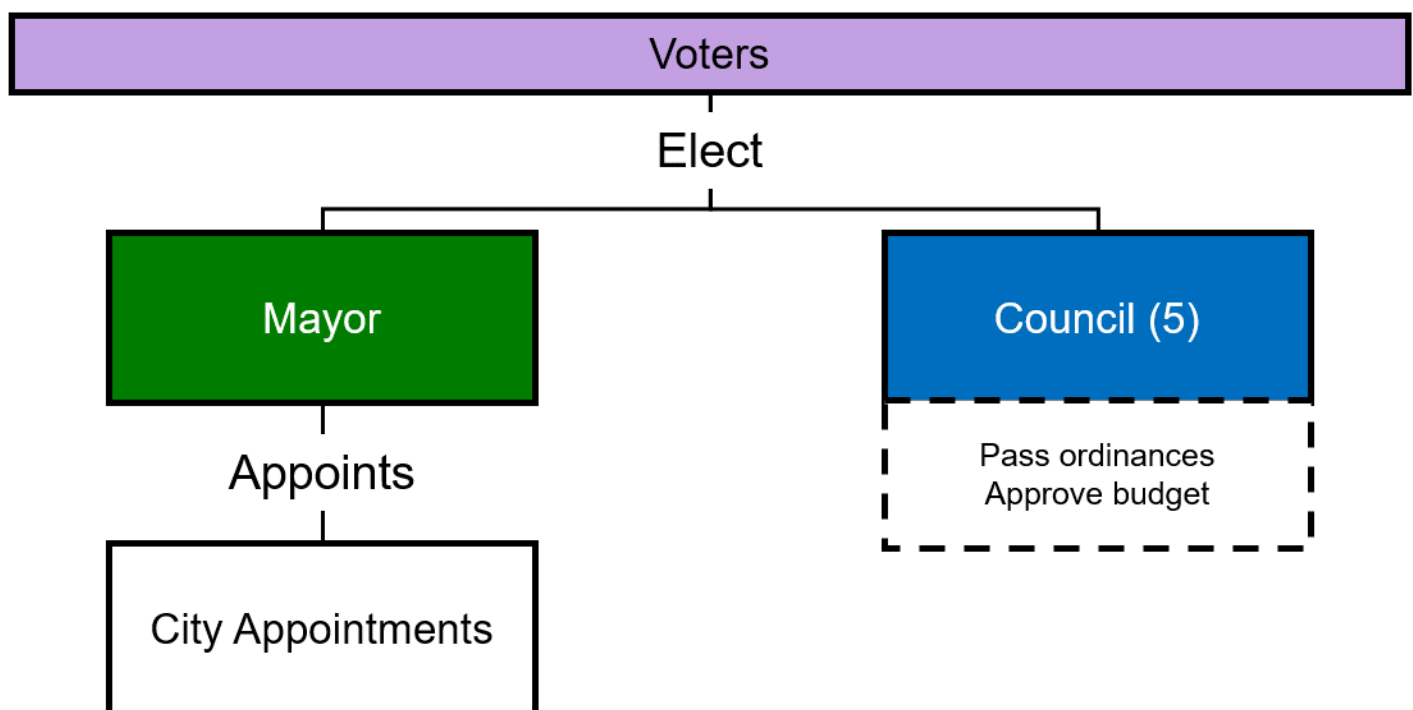 Voters
Elect
Mayor
Council (5)
Appoints
Pass ordinances
Approve budget
City Appointments